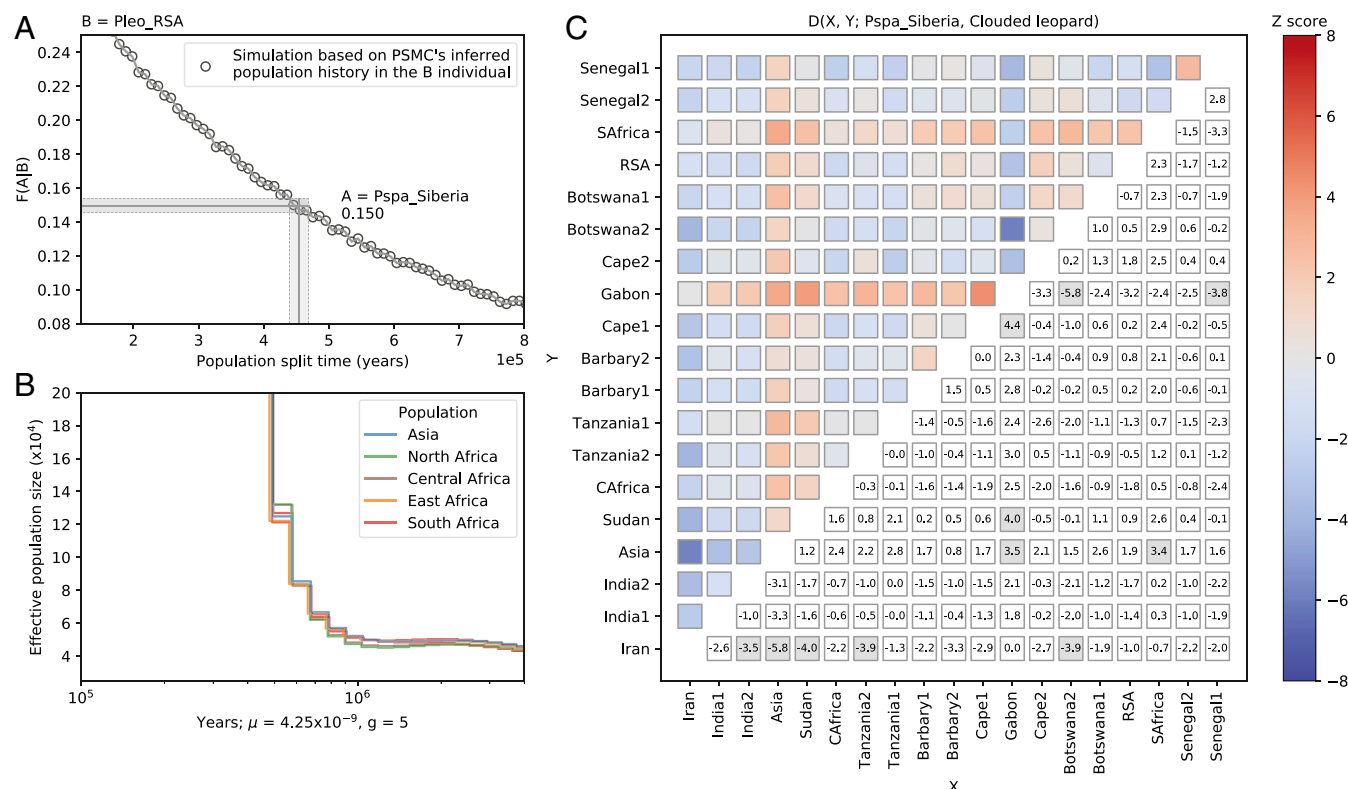 A
B = Pleo_RSA
F(A|B)
0.24
0.22
0.20
0.18
0.16
0.14
0.12
0.10
0.08
Simulation based on PSMC's inferred
population history in the B individual
A = Pspa_Siberia
0.150
2 3 4 5 6 7 8
1e5
Population split time (years)
B
Effective population size (x10⁴)
20
18
16
14
12
10
8
6
4
Population
Asia
North Africa
Central Africa
East Africa
South Africa
10⁵ 10⁶
Years; μ = 4.25x10⁻⁹, g = 5
C
D(X, Y; Pspa_Siberia, Clouded leopard)
Y
Senegal1
Senegal2 2.8
SAfrica -1.5 -3.3
RSA 2.3 -1.7 -1.2
Botswana1 -0.7 2.3 -0.7 -1.9
Botswana2 1.0 0.5 2.9 0.6 -0.2
Cape2 0.2 1.3 1.8 2.5 0.4 0.4
Gabon -3.3 -5.8 -2.4 -3.2 -2.4 -2.5 -3.8
Cape1 4.4 -0.4 -1.0 0.6 0.2 2.4 -0.2 -0.5
Barbary2 0.0 2.3 -1.4 -0.4 0.9 0.8 2.1 -0.6 0.1
Barbary1 1.5 0.5 2.8 -0.2 -0.2 0.5 0.2 2.0 -0.6 -0.1
Tanzania1 -1.4 -0.5 -1.6 2.4 -1.6 -2.0 -1.1 -1.3 0.7 -1.5 -2.3
Tanzania2 -0.0 -1.0 -0.4 -1.1 3.0 0.5 -1.1 -0.9 -0.5 1.2 0.1 -1.2
CAfrica -0.3 -0.1 -1.6 -1.4 -1.9 2.5 -2.0 -1.6 -0.9 -1.8 0.5 -0.8 -2.4
Sudan 1.6 0.8 2.1 0.2 0.5 0.6 4.0 -0.5 -0.1 1.1 0.9 2.6 0.4 -0.1
Asia 1.2 2.4 2.2 2.8 1.7 0.8 1.7 3.5 2.1 1.5 2.6 1.9 3.4 1.7 1.6
India2 -3.1 -1.7 -0.7 -1.0 0.0 -1.5 -1.0 -1.5 2.1 -0.3 -2.1 -1.2 -1.7 0.2 -1.0 -2.2
India1 -1.0 -3.3 -1.6 -0.6 -0.5 -0.0 -1.1 -0.4 -1.3 1.8 -0.7 -2.0 -1.0 -1.4 0.3 -1.0 -1.9
Iran -2.6 -3.5 -5.8 -4.0 -2.2 -3.9 -1.3 -2.2 -3.3 -2.9 0.0 -2.7 -3.9 -1.9 -1.0 -0.7 -2.2 -2.0
Iran India1 India2 Asia Sudan CAfrica Tanzania2 Tanzania1 Barbary1 Barbary2 Cape1 Gabon Cape2 Botswana2 Botswana1 RSA SAfrica Senegal2 Senegal1
X
Z score
8
6
4
2
0
−2
−4
−6
−8